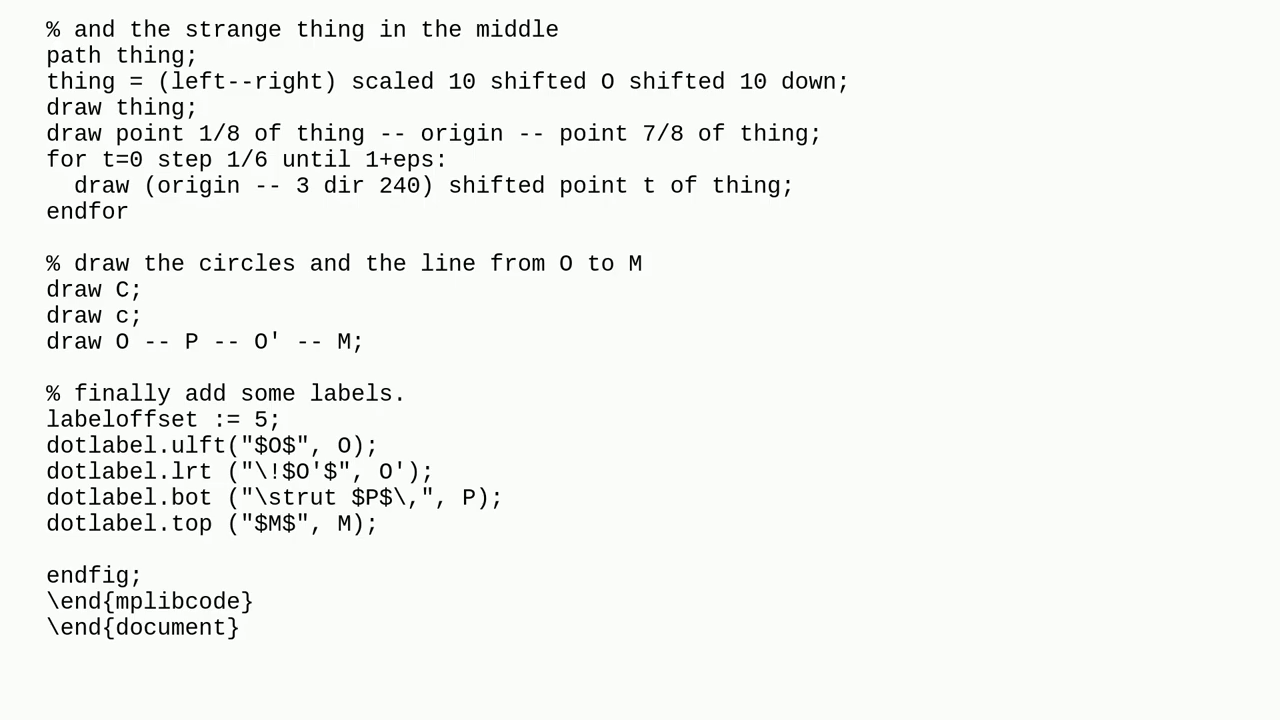 % and the strange thing in the middle
path thing;
thing = (left--right) scaled 10 shifted O shifted 10 down;
draw thing;
draw point 1/8 of thing -- origin -- point 7/8 of thing;
for t=0 step 1/6 until 1+eps:
  draw (origin -- 3 dir 240) shifted point t of thing;
endfor

% draw the circles and the line from O to M
draw C;
draw c;
draw O -- P -- O' -- M;

% finally add some labels.
labeloffset := 5;
dotlabel.ulft("$O$", O);
dotlabel.lrt ("\!$O'$", O');
dotlabel.bot ("\strut $P$\,", P);
dotlabel.top ("$M$", M);

endfig;
\end{mplibcode}
\end{document}